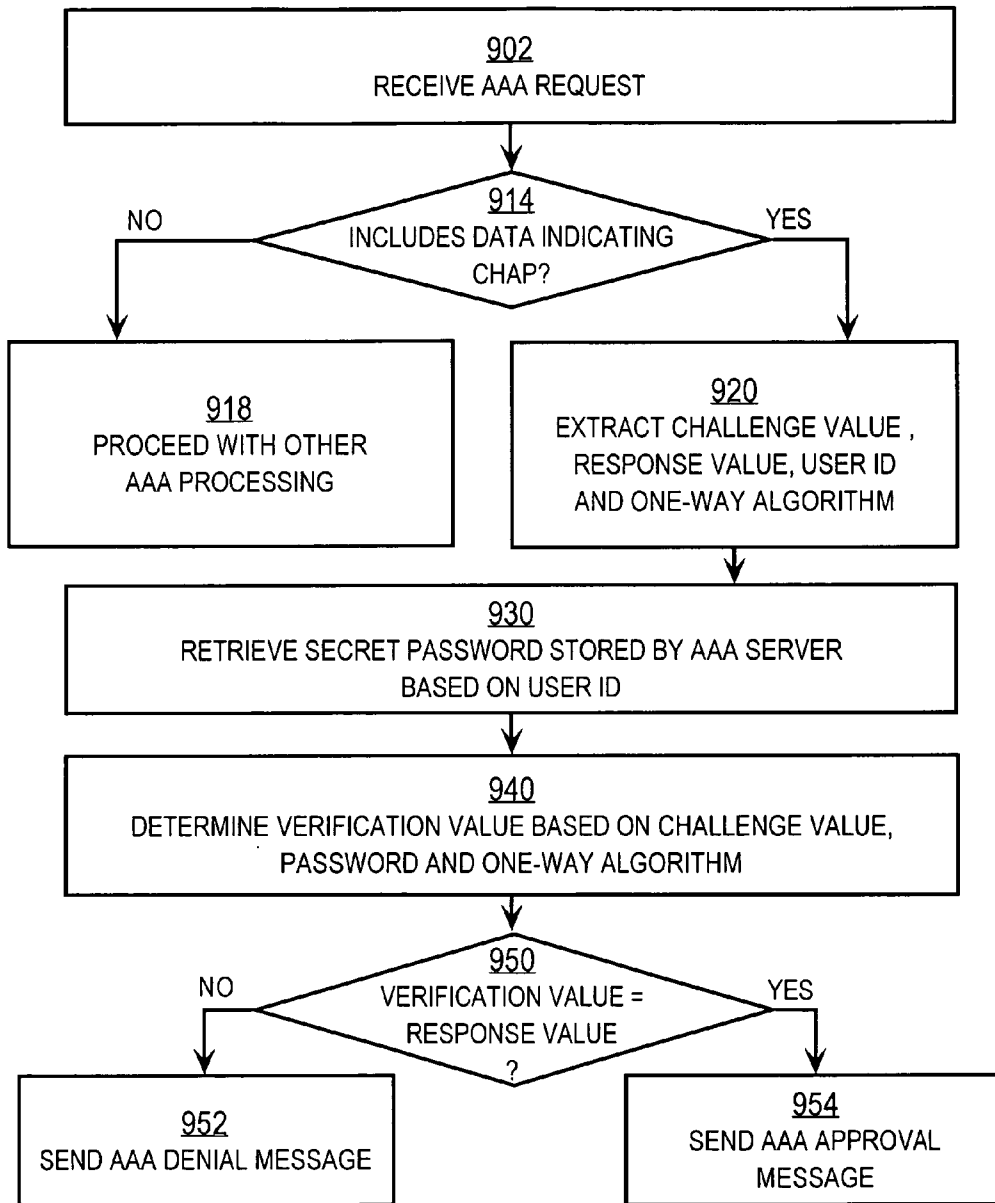 902
RECEIVE AAA REQUEST
914
NO
YES
INCLUDES DATA INDICATING
CHAP?
918
PROCEED WITH OTHER
AAA PROCESSING
920
EXTRACT CHALLENGE VALUE ,
RESPONSE VALUE, USER ID
AND ONE-WAY ALGORITHM
930
RETRIEVE SECRET PASSWORD STORED BY AAA SERVER
BASED ON USER ID
940
DETERMINE VERIFICATION VALUE BASED ON CHALLENGE VALUE,
PASSWORD AND ONE-WAY ALGORITHM
950
NO
YES
VERIFICATION VALUE =
RESPONSE VALUE
?
952
SEND AAA DENIAL MESSAGE
954
SEND AAA APPROVAL
MESSAGE